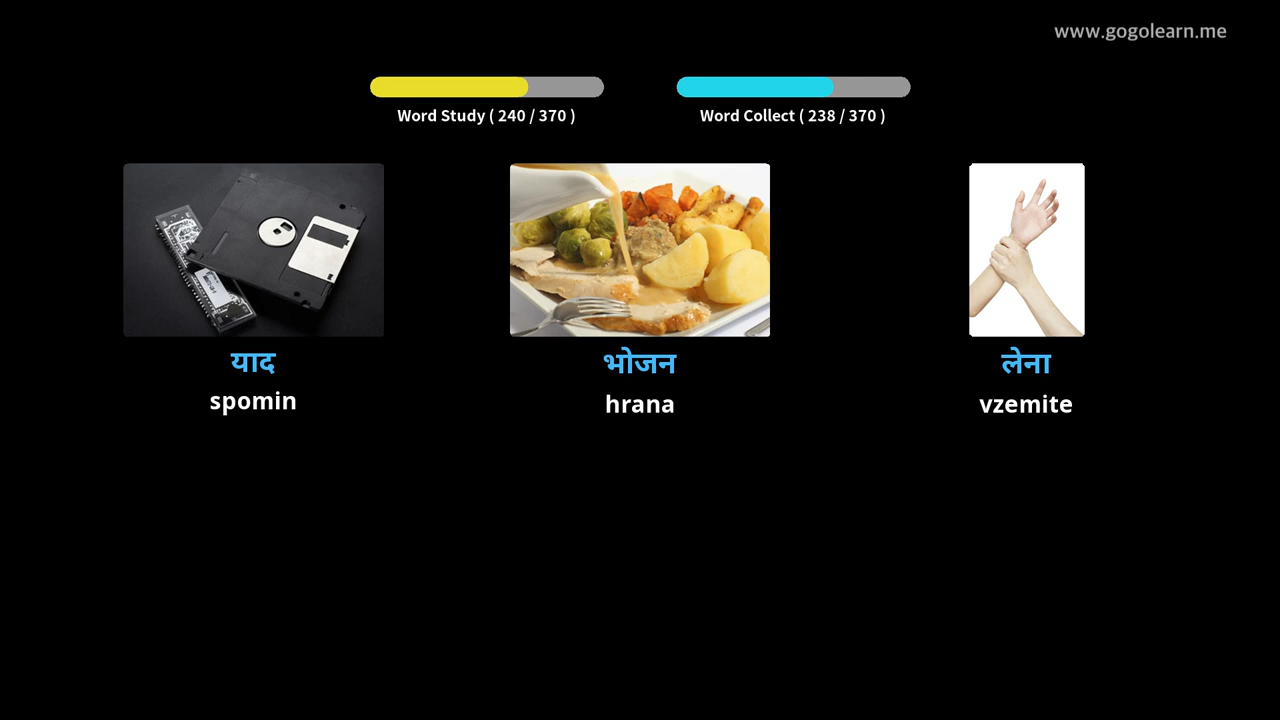 www.gogolearn.me
Word Study ( 240 / 370 )
Word Collect ( 238 / 370 )
याद
भोजन
लेना
spomin
hrana
vzemite